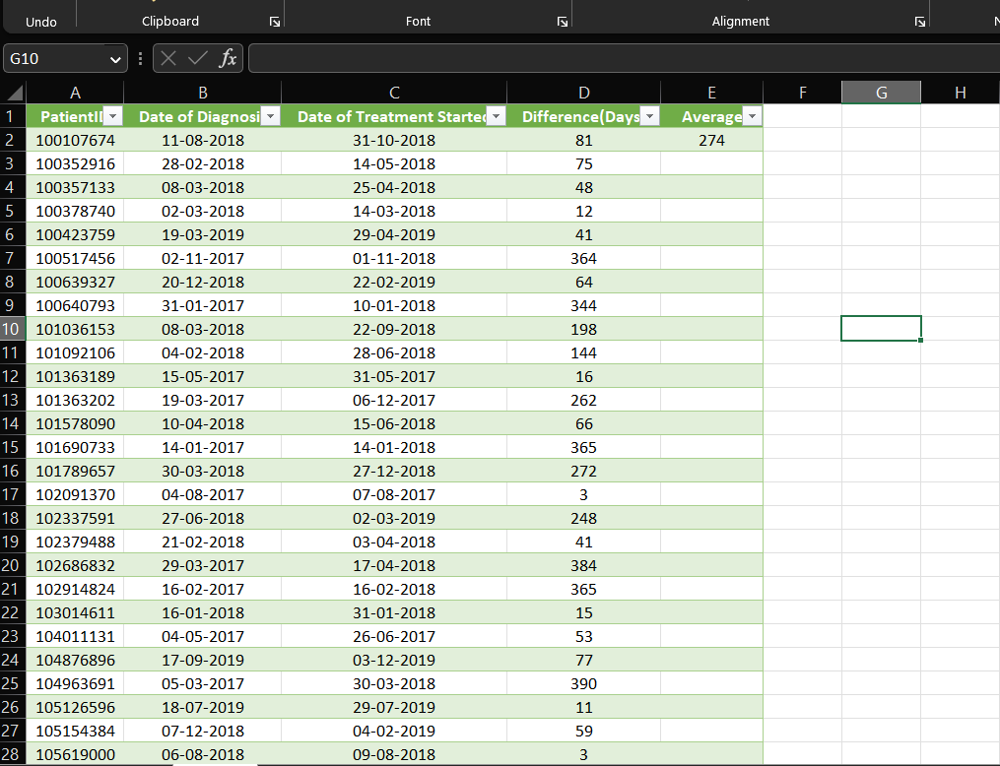 Undo Clipboard Font Alignment
G10 fx
A B C D E F G H
1 PatientI Date of Diagnosi Date of Treatment Started Difference(Days Average
2 100107674 11-08-2018 31-10-2018 81 274
3 100352916 28-02-2018 14-05-2018 75
4 100357133 08-03-2018 25-04-2018 48
5 100378740 02-03-2018 14-03-2018 12
6 100423759 19-03-2019 29-04-2019 41
7 100517456 02-11-2017 01-11-2018 364
8 100639327 20-12-2018 22-02-2019 64
9 100640793 31-01-2017 10-01-2018 344
10 101036153 08-03-2018 22-09-2018 198
11 101092106 04-02-2018 28-06-2018 144
12 101363189 15-05-2017 31-05-2017 16
13 101363202 19-03-2017 06-12-2017 262
14 101578090 10-04-2018 15-06-2018 66
15 101690733 14-01-2017 14-01-2018 365
16 101789657 30-03-2018 27-12-2018 272
17 102091370 04-08-2017 07-08-2017 3
18 102337591 27-06-2018 02-03-2019 248
19 102379488 21-02-2018 03-04-2018 41
20 102686832 29-03-2017 17-04-2018 384
21 102914824 16-02-2017 16-02-2018 365
22 103014611 16-01-2018 31-01-2018 15
23 104011131 04-05-2017 26-06-2017 53
24 104876896 17-09-2019 03-12-2019 77
25 104963691 05-03-2017 30-03-2018 390
26 105126596 18-07-2019 29-07-2019 11
27 105154384 07-12-2018 04-02-2019 59
28 105619000 06-08-2018 09-08-2018 3